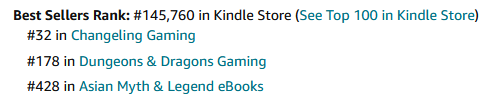 Best Sellers Rank: #145,760 in Kindle Store (See Top 100 in Kindle Store)
#32 in Changeling Gaming
#178 in Dungeons & Dragons Gaming
#428 in Asian Myth & Legend eBooks